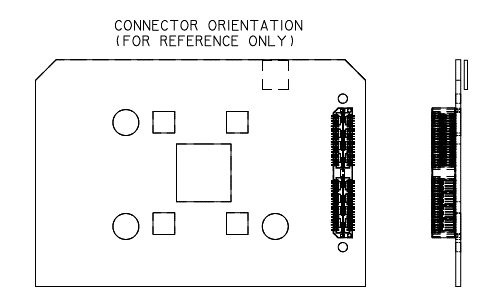 CONNECTOR ORIENTATION
(FOR REFERENCE ONLY)